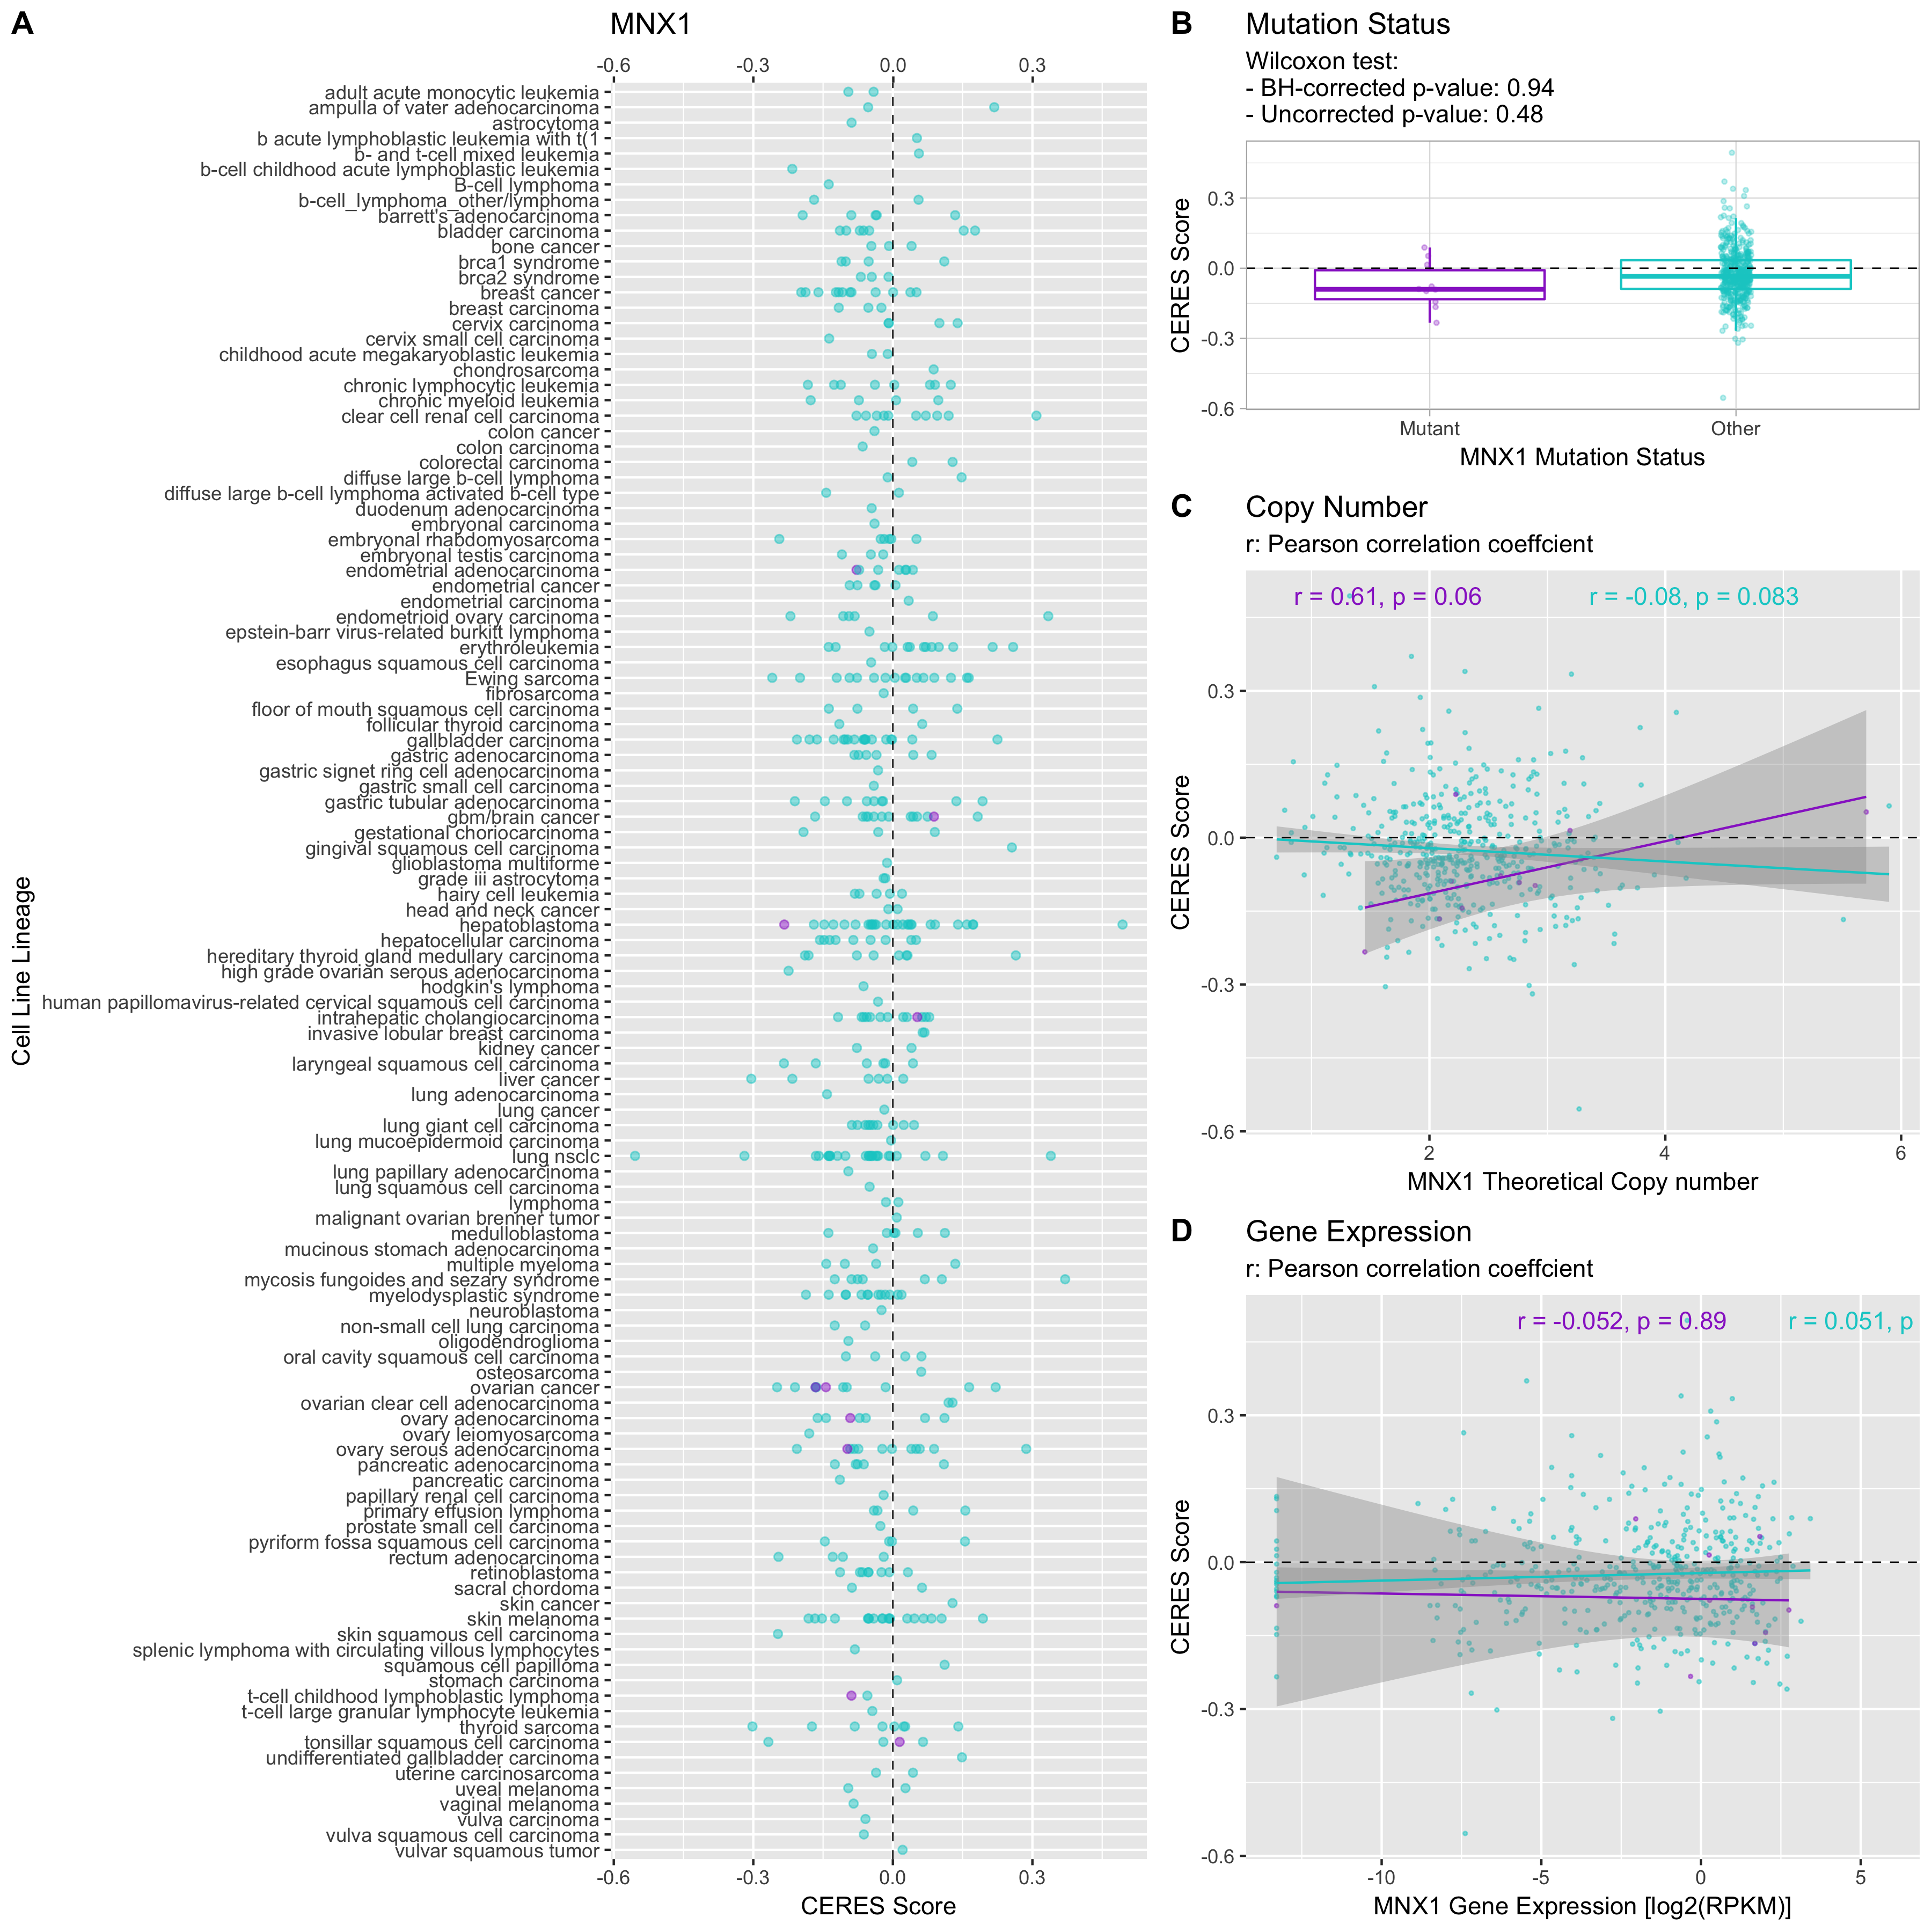 A
MNX1
-0.6 -0.3 0.0 0.3
Cell Line Lineage
adult acute monocytic leukemia
ampulla of vater adenocarcinoma
astrocytoma
b acute lymphoblastic leukemia with t(1
b- and t-cell mixed leukemia
b-cell childhood acute lymphoblastic leukemia
B-cell lymphoma
b-cell_lymphoma_other/lymphoma
barrett's adenocarcinoma
bladder carcinoma
bone cancer
brca1 syndrome
brca2 syndrome
breast cancer
breast carcinoma
cervix carcinoma
cervix small cell carcinoma
childhood acute megakaryoblastic leukemia
chondrosarcoma
chronic lymphocytic leukemia
chronic myeloid leukemia
clear cell renal cell carcinoma
colon cancer
colon carcinoma
colorectal carcinoma
diffuse large b-cell lymphoma
diffuse large b-cell lymphoma activated b-cell type
duodenum adenocarcinoma
embryonal carcinoma
embryonal rhabdomyosarcoma
embryonal testis carcinoma
endometrial adenocarcinoma
endometrial cancer
endometrial carcinoma
endometrioid ovary carcinoma
epstein-barr virus-related burkitt lymphoma
erythroleukemia
esophagus squamous cell carcinoma
Ewing sarcoma
fibrosarcoma
floor of mouth squamous cell carcinoma
follicular thyroid carcinoma
gallbladder carcinoma
gastric adenocarcinoma
gastric signet ring cell adenocarcinoma
gastric small cell carcinoma
gastric tubular adenocarcinoma
gbm/brain cancer
gestational choriocarcinoma
gingival squamous cell carcinoma
glioblastoma multiforme
grade iii astrocytoma
hairy cell leukemia
head and neck cancer
hepatoblastoma
hepatocellular carcinoma
hereditary thyroid gland medullary carcinoma
high grade ovarian serous adenocarcinoma
hodgkin's lymphoma
human papillomavirus-related cervical squamous cell carcinoma
intrahepatic cholangiocarcinoma
invasive lobular breast carcinoma
kidney cancer
laryngeal squamous cell carcinoma
liver cancer
lung adenocarcinoma
lung cancer
lung giant cell carcinoma
lung mucoepidermoid carcinoma
lung nsclc
lung papillary adenocarcinoma
lung squamous cell carcinoma
lymphoma
malignant ovarian brenner tumor
medulloblastoma
mucinous stomach adenocarcinoma
multiple myeloma
mycosis fungoides and sezary syndrome
myelodysplastic syndrome
neuroblastoma
non-small cell lung carcinoma
oligodendroglioma
oral cavity squamous cell carcinoma
osteosarcoma
ovarian cancer
ovarian clear cell adenocarcinoma
ovary adenocarcinoma
ovary leiomyosarcoma
ovary serous adenocarcinoma
pancreatic adenocarcinoma
pancreatic carcinoma
papillary renal cell carcinoma
primary effusion lymphoma
prostate small cell carcinoma
pyriform fossa squamous cell carcinoma
rectum adenocarcinoma
retinoblastoma
sacral chordoma
skin cancer
skin melanoma
skin squamous cell carcinoma
splenic lymphoma with circulating villous lymphocytes
squamous cell papilloma
stomach carcinoma
t-cell childhood lymphoblastic lymphoma
t-cell large granular lymphocyte leukemia
thyroid sarcoma
tonsillar squamous cell carcinoma
undifferentiated gallbladder carcinoma
uterine carcinosarcoma
uveal melanoma
vaginal melanoma
vulva carcinoma
vulva squamous cell carcinoma
vulvar squamous tumor
-0.6 -0.3 0.0 0.3
CERES Score
B
Mutation Status
Wilcoxon test:
- BH-corrected p-value: 0.94
- Uncorrected p-value: 0.48
CERES Score
0.3
0.0
-0.3
-0.6
Mutant Other
MNX1 Mutation Status
C
Copy Number
r: Pearson correlation coeffcient
r = 0.61, p = 0.06 r = -0.08, p = 0.083
CERES Score
0.3
0.0
-0.3
-0.6
2 4 6
MNX1 Theoretical Copy number
D
Gene Expression
r: Pearson correlation coeffcient
r = -0.052, p = 0.89 r = 0.051, p
CERES Score
0.3
0.0
-0.3
-0.6
-10 -5 0 5
MNX1 Gene Expression [log2(RPKM)]